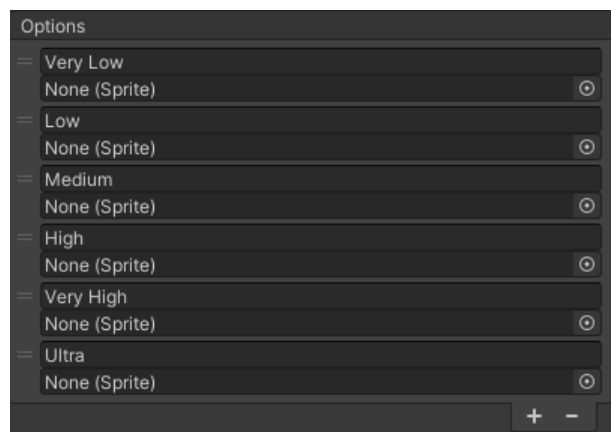 Options
Very Low
None (Sprite)
Low
None (Sprite)
Medium
None (Sprite)
High
None (Sprite)
Very High
None (Sprite)
Ultra
None (Sprite)
+ −